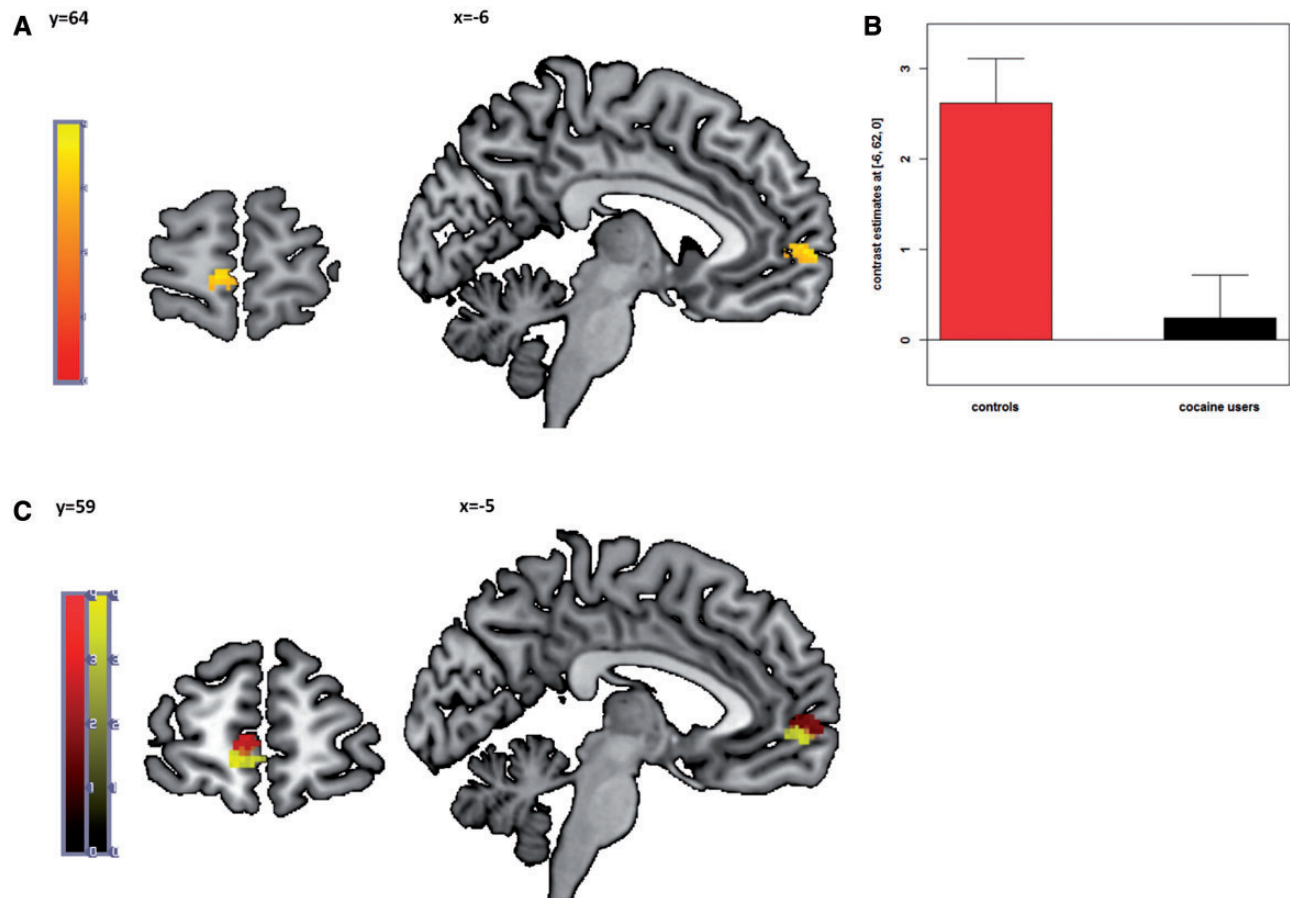 A
y=64
x=-6
B
3
2
1
0
contrast estimates at [-6, 62, 0]
controls
cocaine users
C
y=59
x=-5
3
2
1
0